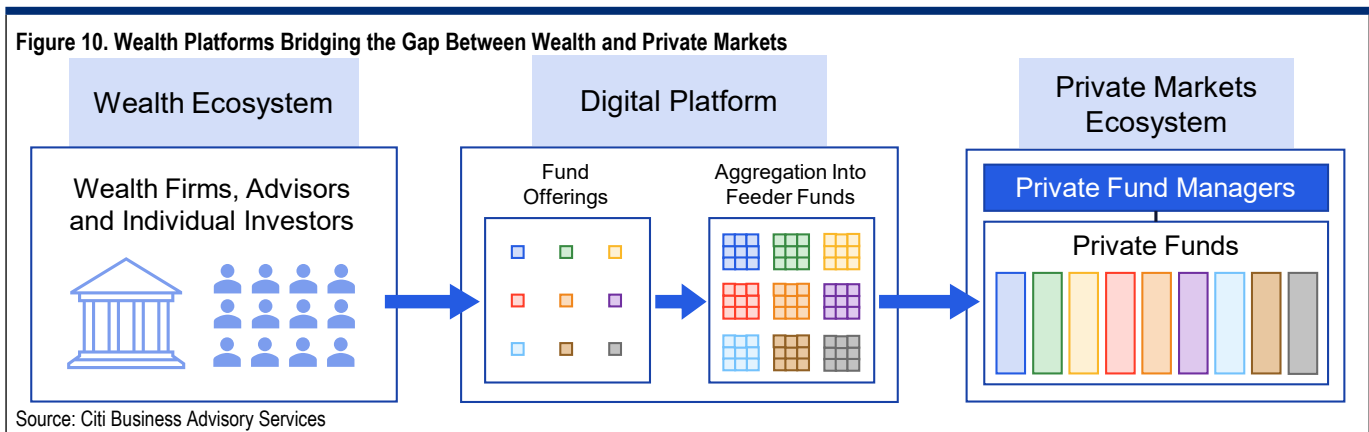 Figure 10. Wealth Platforms Bridging the Gap Between Wealth and Private Markets
Wealth Ecosystem
Wealth Firms, Advisors
and Individual Investors
Digital Platform
Fund
Offerings
Aggregation Into
Feeder Funds
Private Markets
Ecosystem
Private Fund Managers
Private Funds
Source: Citi Business Advisory Services